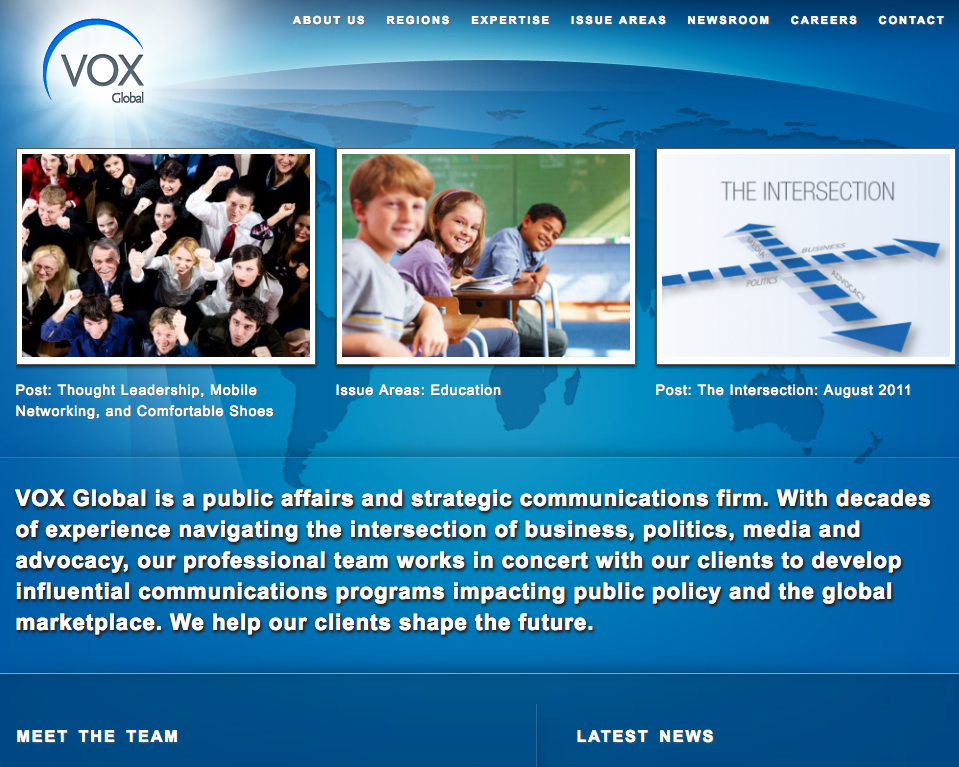 ABOUT US REGIONS EXPERTISE ISSUE AREAS NEWSROOM CAREERS CONTACT
VOX
Global
THE INTERSECTION
MEDIA
BUSINESS
POLITICS
ADVOCACY
Post: Thought Leadership, Mobile
Networking, and Comfortable Shoes
Issue Areas: Education
Post: The Intersection: August 2011
VOX Global is a public affairs and strategic communications firm. With decades
of experience navigating the intersection of business, politics, media and
advocacy, our professional team works in concert with our clients to develop
influential communications programs impacting public policy and the global
marketplace. We help our clients shape the future.
MEET THE TEAM
LATEST NEWS